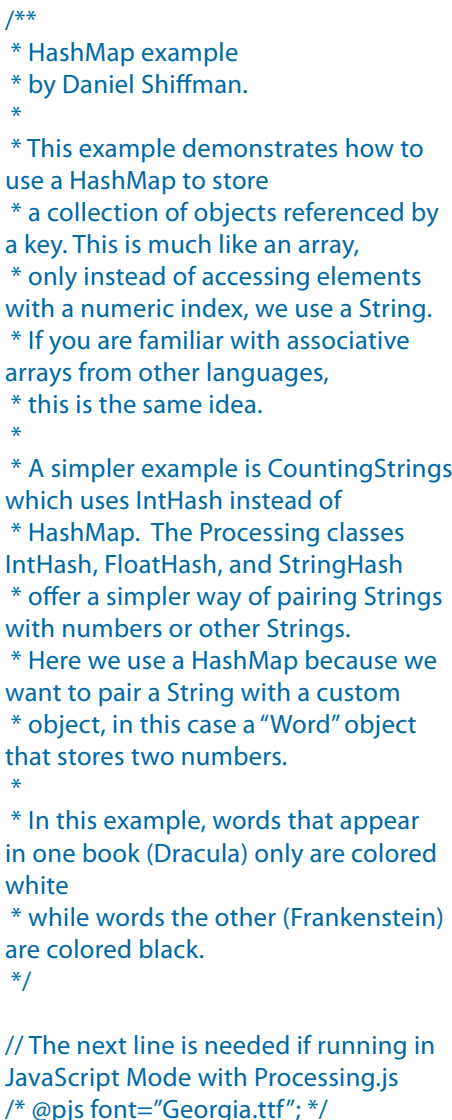 /**
 * HashMap example
 * by Daniel Shiffman.
 *
 * This example demonstrates how to
use a HashMap to store
 * a collection of objects referenced by
a key. This is much like an array,
 * only instead of accessing elements
with a numeric index, we use a String.
 * If you are familiar with associative
arrays from other languages,
 * this is the same idea.
 *
 * A simpler example is CountingStrings
which uses IntHash instead of
 * HashMap.  The Processing classes
IntHash, FloatHash, and StringHash
 * offer a simpler way of pairing Strings
with numbers or other Strings.
 * Here we use a HashMap because we
want to pair a String with a custom
 * object, in this case a “Word” object
that stores two numbers.
 *
 * In this example, words that appear
in one book (Dracula) only are colored
white
 * while words the other (Frankenstein)
are colored black.
 */

// The next line is needed if running in
JavaScript Mode with Processing.js
/* @pjs font=”Georgia.ttf”; */